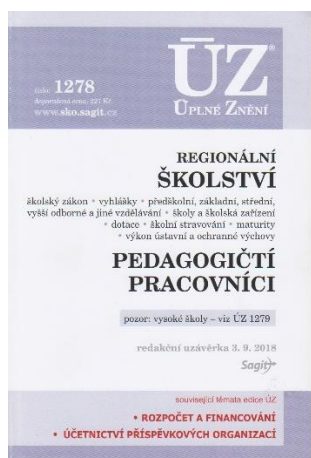 číslo: 1278
doporučená cena: 221 Kč
www.sko.sagit.cz
ÚZ®
ÚPLNÉ ZNĚNÍ
REGIONÁLNÍ
ŠKOLSTVÍ
školský zákon • vyhlášky • předškolní, základní, střední,
vyšší odborné a jiné vzdělávání • školy a školská zařízení
• dotace • školní stravování • maturity
• výkon ústavní a ochranné výchovy
PEDAGOGIČTÍ
PRACOVNÍCI
pozor: vysoké školy – viz ÚZ 1279
redakční uzávěrka 3. 9. 2018
Sagit
související témata edice ÚZ
• ROZPOČET A FINANCOVÁNÍ
• ÚČETNICTVÍ PŘÍSPĚVKOVÝCH ORGANIZACÍ